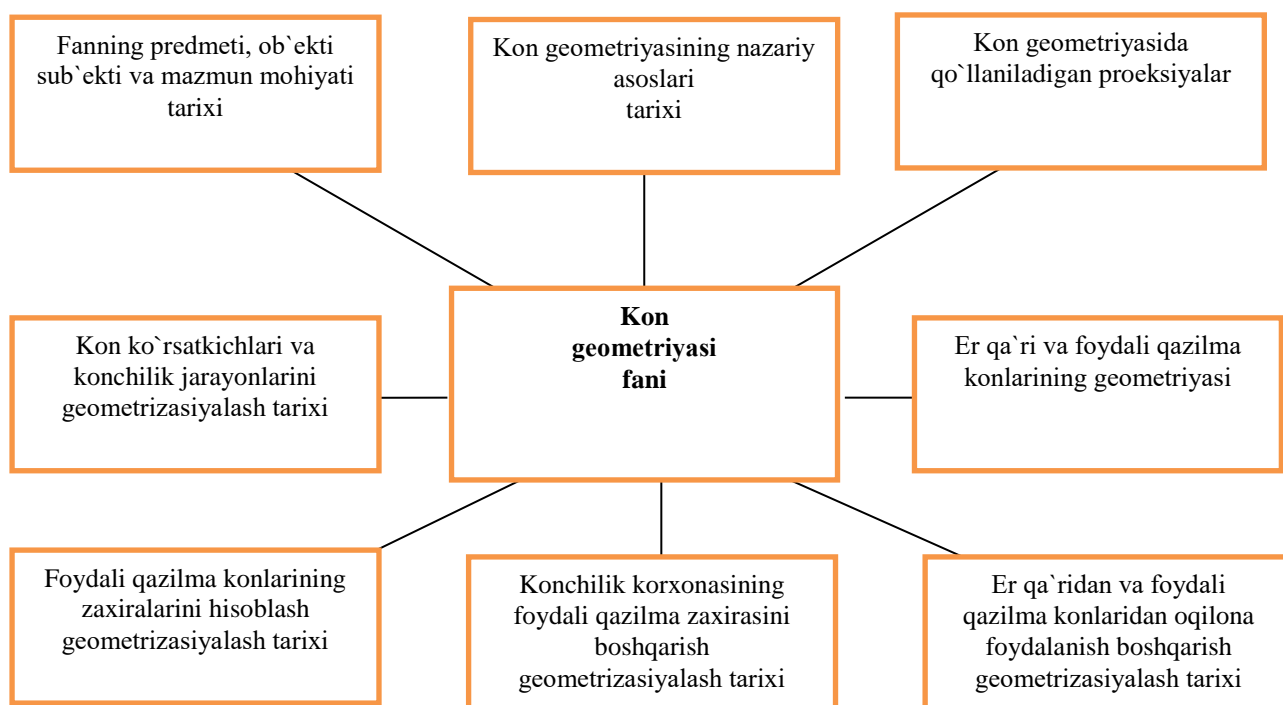 Fanning predmeti, ob`ekti
sub`ekti va mazmun mohiyati
tarixi
Kon geometriyasining nazariy
asoslari
tarixi
Kon geometriyasida
qo`llaniladigan proeksiyalar
Kon ko`rsatkichlari va
konchilik jarayonlarini
geometrizasiyalash tarixi
Kon
geometriyasi
fani
Er qa`ri va foydali qazilma
konlarining geometriyasi
Foydali qazilma konlarining
zaxiralarini hisoblash
geometrizasiyalash tarixi
Konchilik korxonasining
foydali qazilma zaxirasini
boshqarish
geometrizasiyalash tarixi
Er qa`ridan va foydali
qazilma konlaridan oqilona
foydalanish boshqarish
geometrizasiyalash tarixi